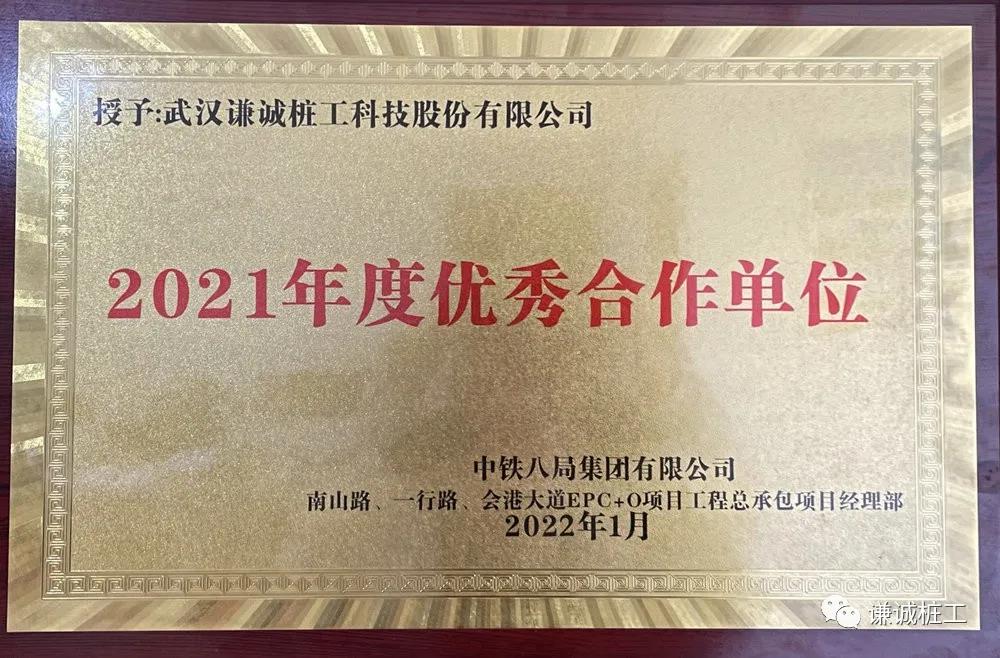 授予:武汉谦诚桩工科技股份有限公司
2021年度优秀合作单位
中铁八局集团有限公司
南山路、一行路、会港大道EPC+O项目工程总承包项目经理部
2022年1月
谦诚桩工